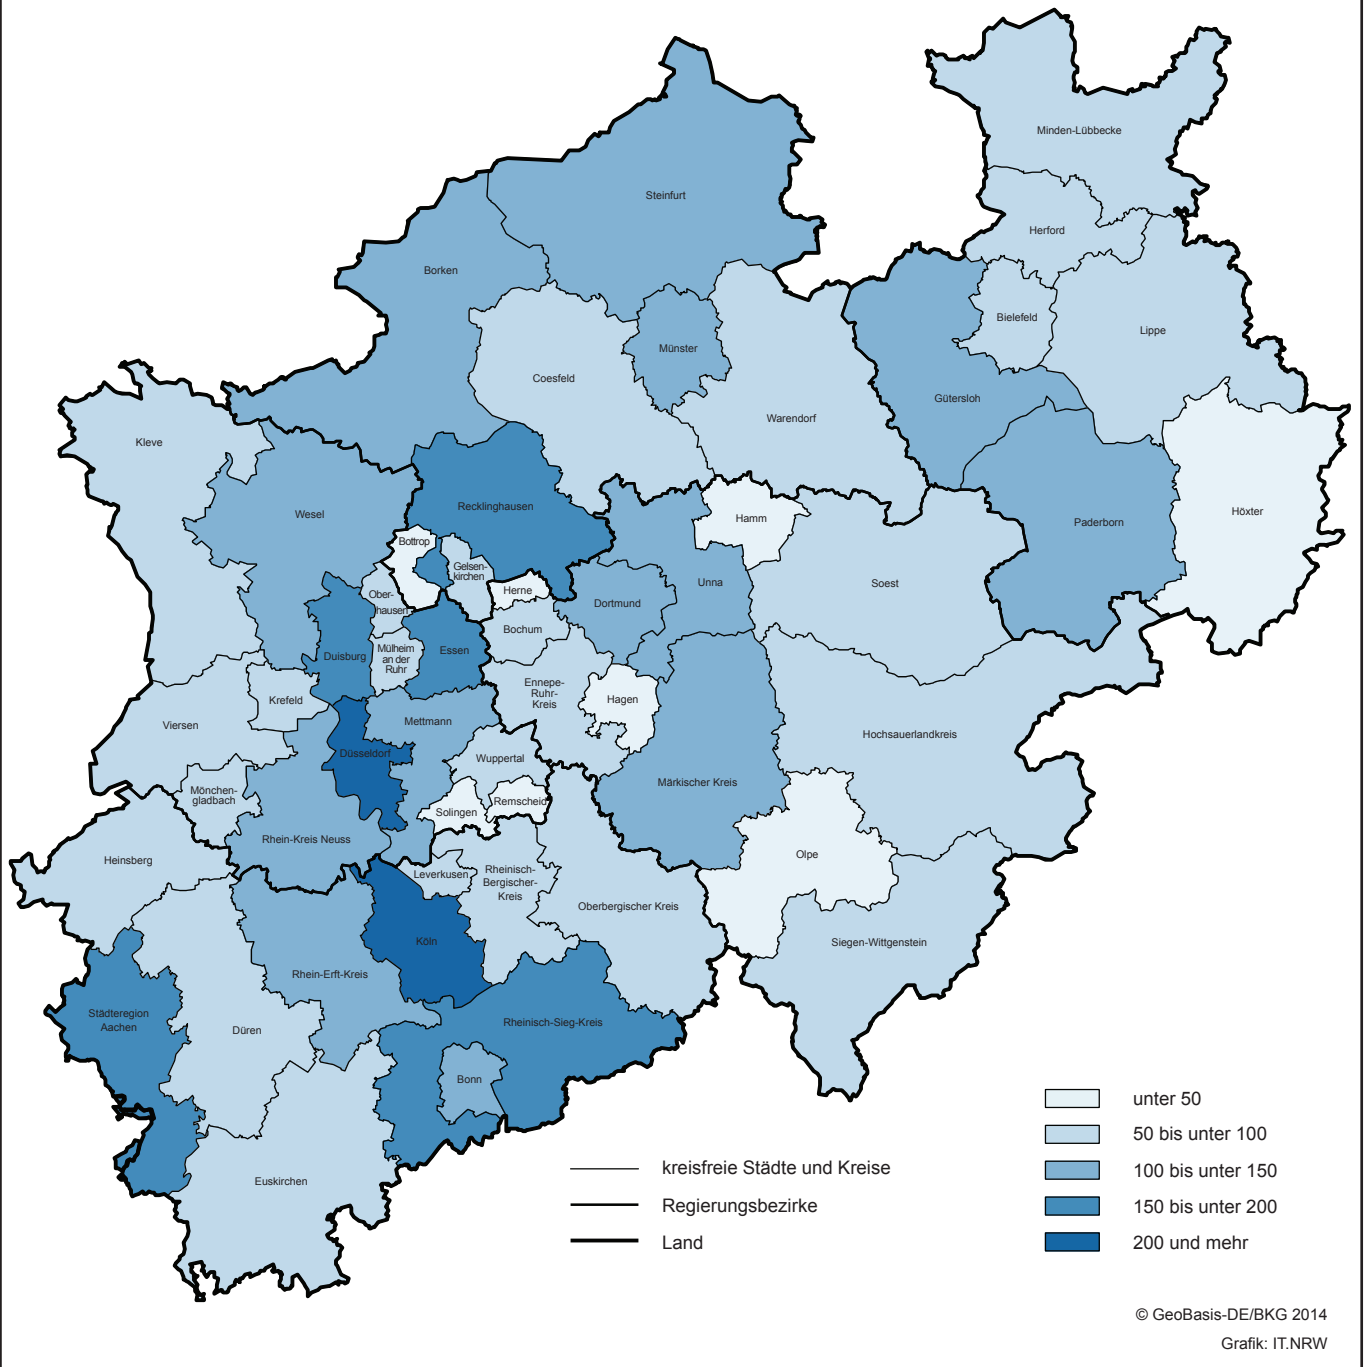 Minden-Lübbecke
Steinfurt
Herford
Borken
Bielefeld
Lippe
Münster
Coesfeld
Gütersloh
Warendorf
Kleve
Recklinghausen
Wesel
Hamm
Höxter
Paderborn
Bottrop
Gelsen-
kirchen
Unna
Soest
Herne
Ober-
hausen
Dortmund
Bochum
Mülheim
an der
Ruhr
Essen
Duisburg
Ennepe-
Ruhr-
Kreis
Hagen
Krefeld
Viersen
Mettmann
Hochsauerlandkreis
Düsseldorf
Wuppertal
Märkischer Kreis
Mönchen-
gladbach
Remscheid
Solingen
Rhein-Kreis Neuss
Olpe
Heinsberg
Leverkusen
Rheinisch-
Bergischer-
Kreis
Oberbergischer Kreis
Köln
Siegen-Wittgenstein
Rhein-Erft-Kreis
Städteregion
Aachen
Rheinisch-Sieg-Kreis
Düren
Bonn
Euskirchen
kreisfreie Städte und Kreise
Regierungsbezirke
Land
unter 50
50 bis unter 100
100 bis unter 150
150 bis unter 200
200 und mehr
© GeoBasis-DE/BKG 2014
Grafik: IT.NRW